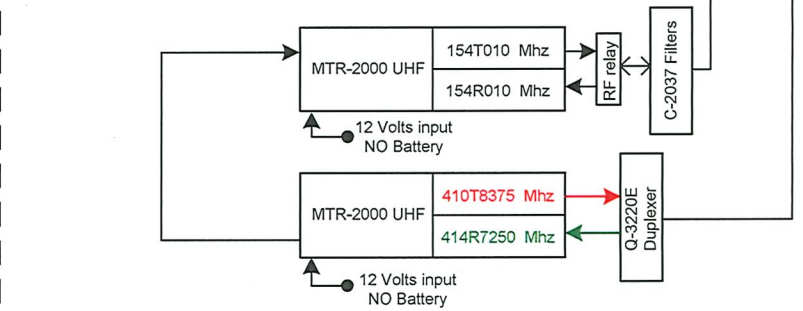 MTR-2000 UHF
154T010 Mhz
154R010 Mhz
RF relay
C-2037 Filters
12 Volts input
NO Battery
MTR-2000 UHF
410T8375 Mhz
414R7250 Mhz
Q-3220E
Duplexer
12 Volts input
NO Battery